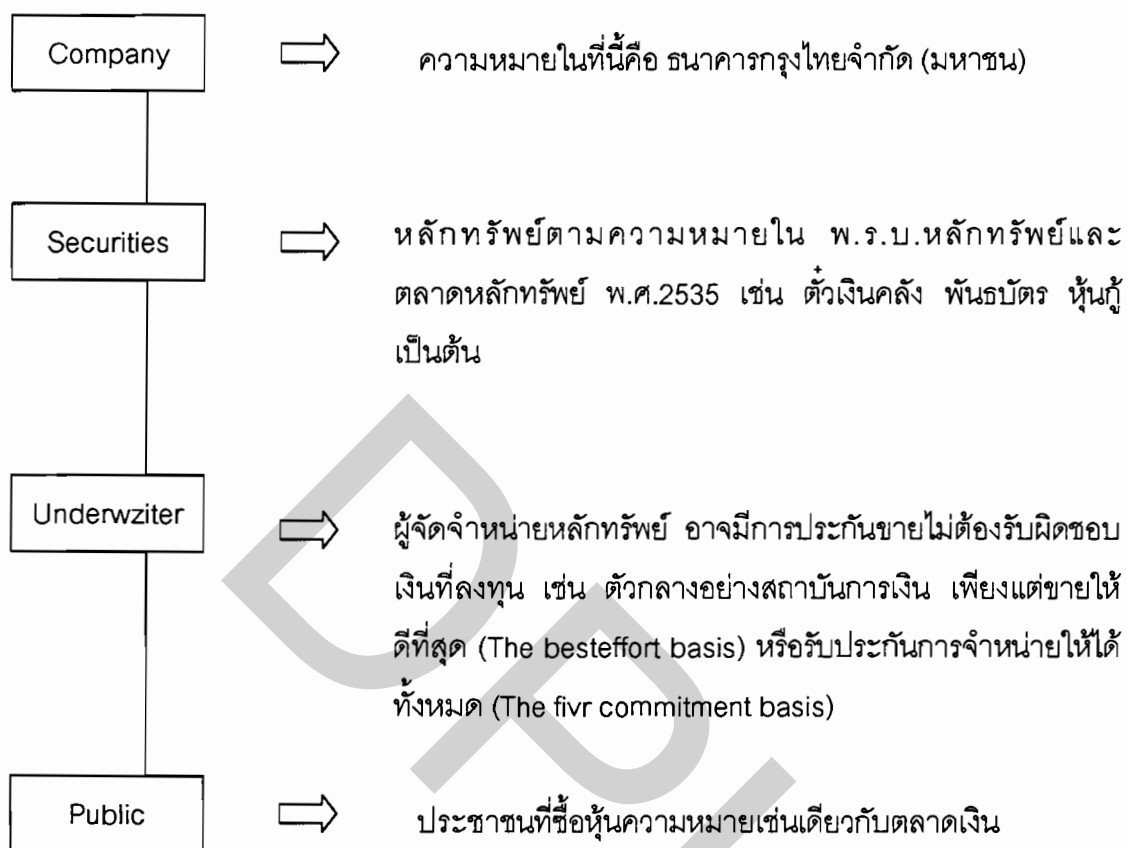 Company
ความหมายในที่นี้คือ ธนาคารกรุงไทยจำกัด (มหาชน)
Securities
หลักทรัพย์ตามความหมายใน พ.ร.บ.หลักทรัพย์และ
ตลาดหลักทรัพย์ พ.ศ.2535 เช่น ตั๋วเงินคลัง พันธบัตร หุ้นกู้
เป็นต้น
Underwziter
ผู้จัดจำหน่ายหลักทรัพย์ อาจมีการประกันขายไม่ต้องรับผิดชอบ
เงินที่ลงทุน เช่น ตัวกลางอย่างสถาบันการเงิน เพียงแต่ขายให้
ดีที่สุด (The besteffort basis) หรือรับประกันการจำหน่ายให้ได้
ทั้งหมด (The fivr commitment basis)
Public
ประชาชนที่ซื้อหุ้นความหมายเช่นเดียวกับตลาดเงิน